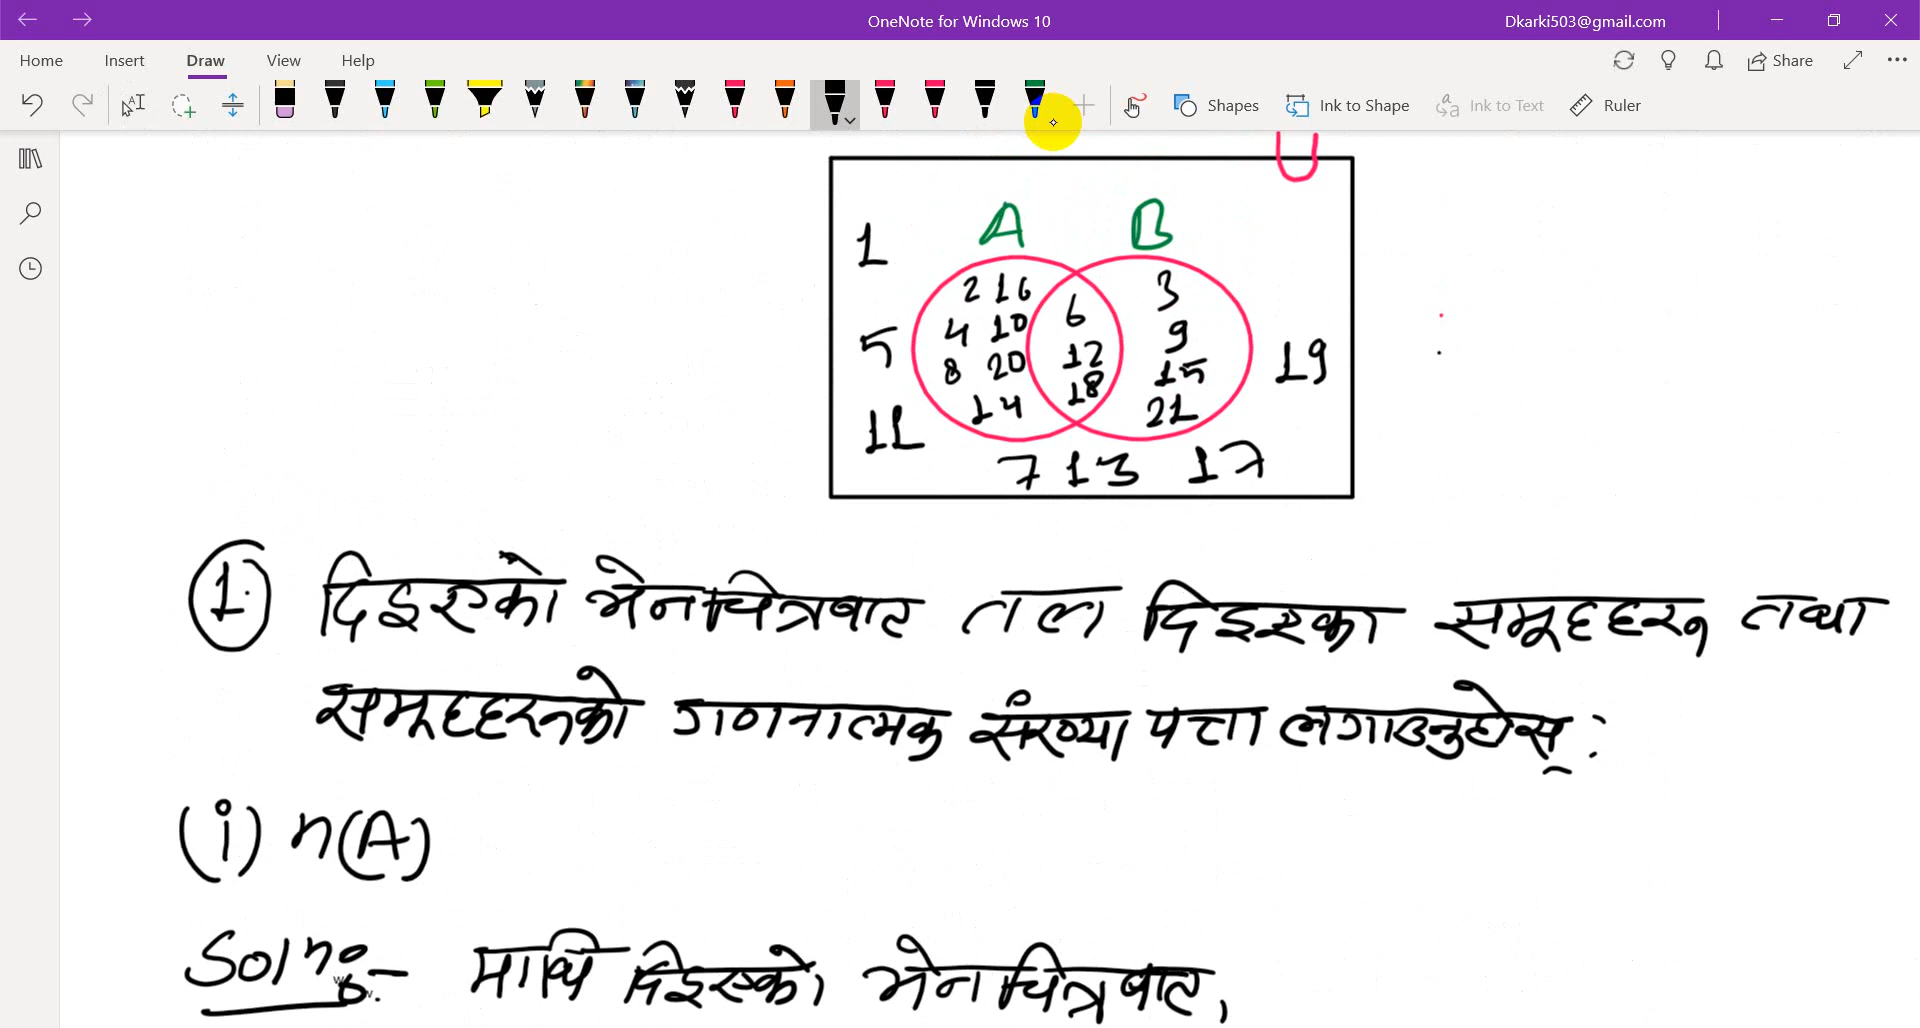 OneNote for Windows 10
Dkarki503@gmail.com
Home Insert Draw View Help
Share
Shapes Ink to Shape Ink to Text Ruler
U
A B
1
2 16 6 3
4 10 9
5 8 20 12 15 19
14 18 21
11
7 13 17
1. दिइएको भेनचित्रबाट तल दिइएका समूहहरू तथा
समूहहरूको गणनात्मक संख्या पत्ता लगाउनुहोस् :
(i) n(A)
Solno:- माथि दिइएको भेनचित्रबाट,